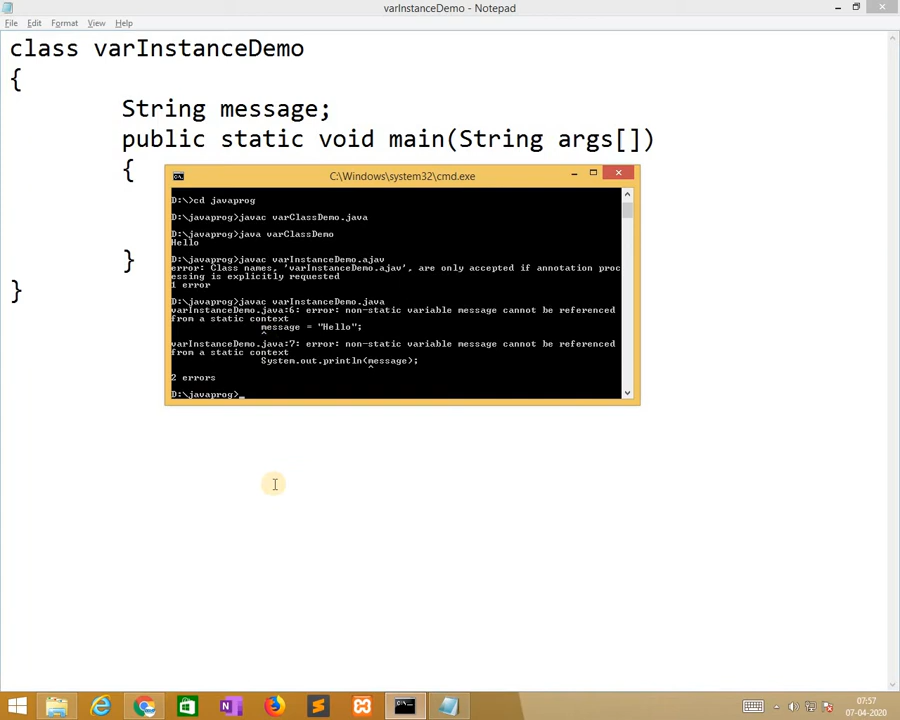 varInstanceDemo - Notepad
File Edit Format View Help
class varInstanceDemo
{
String message;
public static void main(String args[])
{
C:\Windows\system32\cmd.exe
D:\>cd javaprog
D:\javaprog>javac varClassDemo.java
D:\javaprog>java varClassDemo
Hello
D:\javaprog>javac varInstanceDemo.ajav
error: Class names, 'varInstanceDemo.ajav', are only accepted if annotation proc
essing is explicitly requested
1 error
D:\javaprog>javac varInstanceDemo.java
varInstanceDemo.java:6: error: non-static variable message cannot be referenced
from a static context
message = "Hello";
^
varInstanceDemo.java:7: error: non-static variable message cannot be referenced
from a static context
System.out.println(message);
^
2 errors
D:\javaprog>_
}
}
07:57
07-04-2020